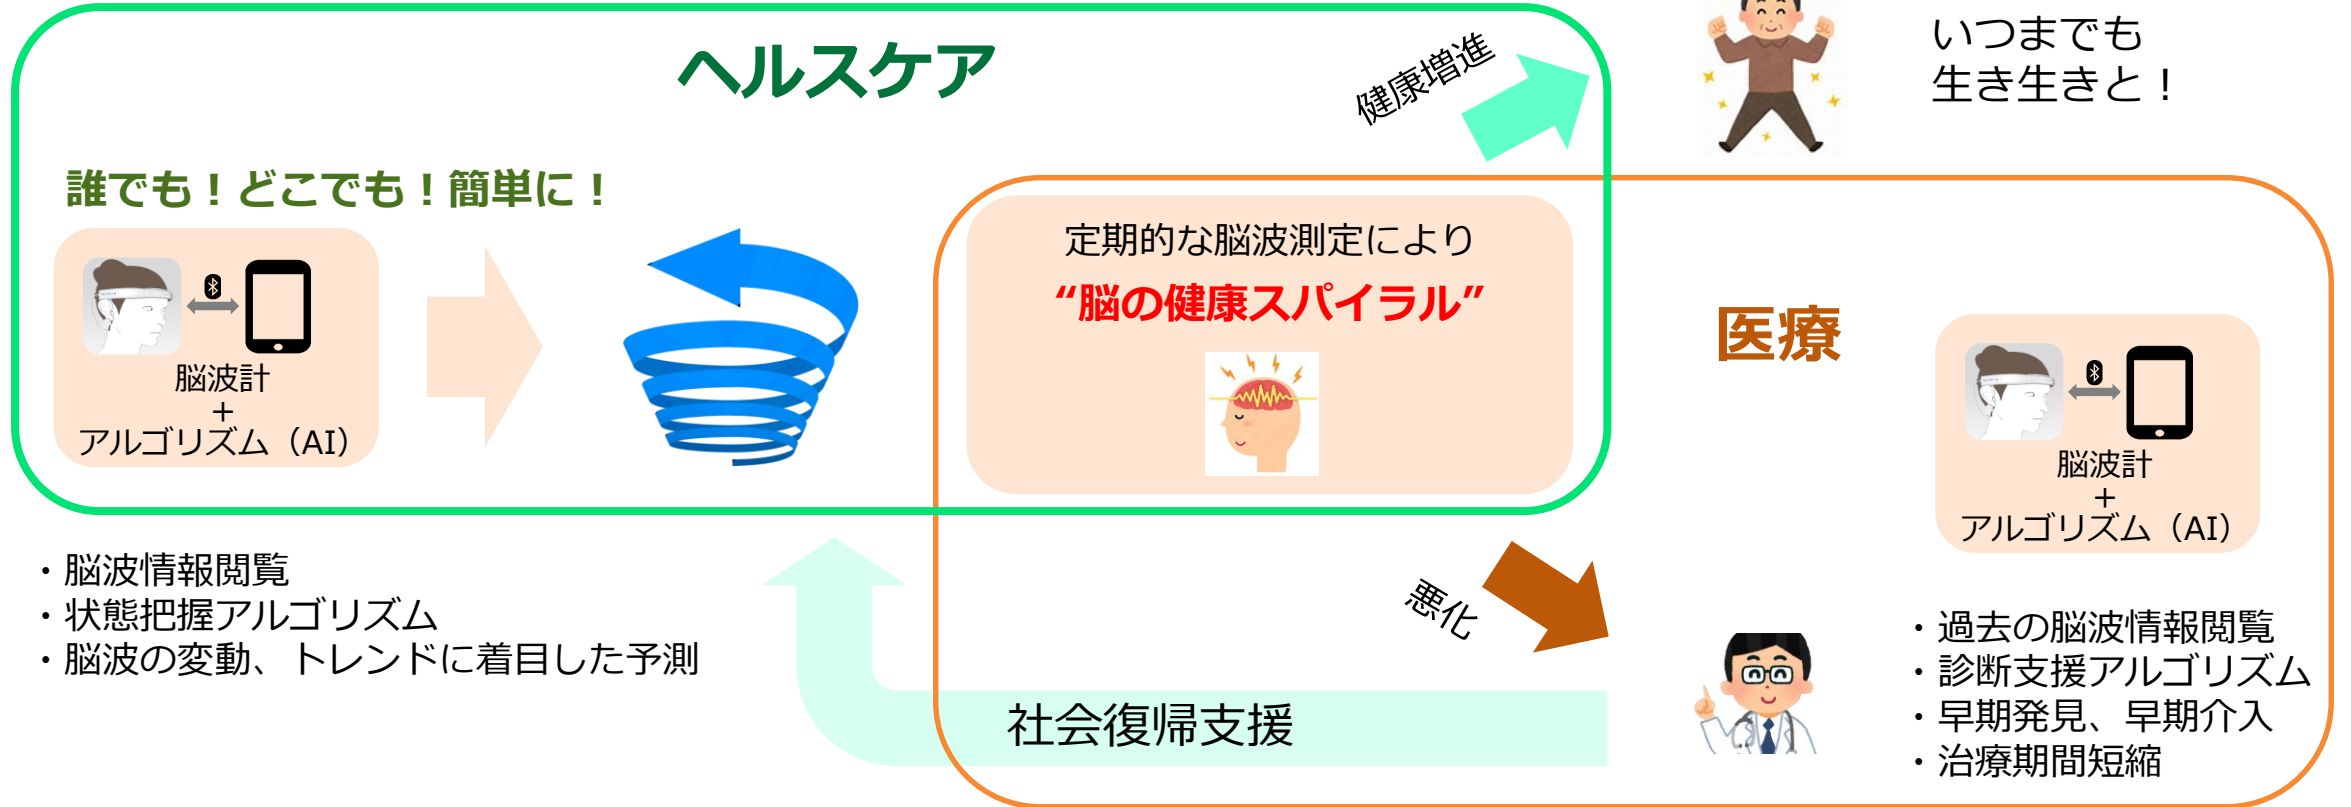 ヘルスケア
健康増進
いつまでも
生き生きと！
誰でも！どこでも！簡単に！
脳波計
+
アルゴリズム（AI）
定期的な脳波測定により
“脳の健康スパイラル”
医療
脳波計
+
アルゴリズム（AI）
・脳波情報閲覧
・状態把握アルゴリズム
・脳波の変動、トレンドに着目した予測
悪化
社会復帰支援
・過去の脳波情報閲覧
・診断支援アルゴリズム
・早期発見、早期介入
・治療期間短縮